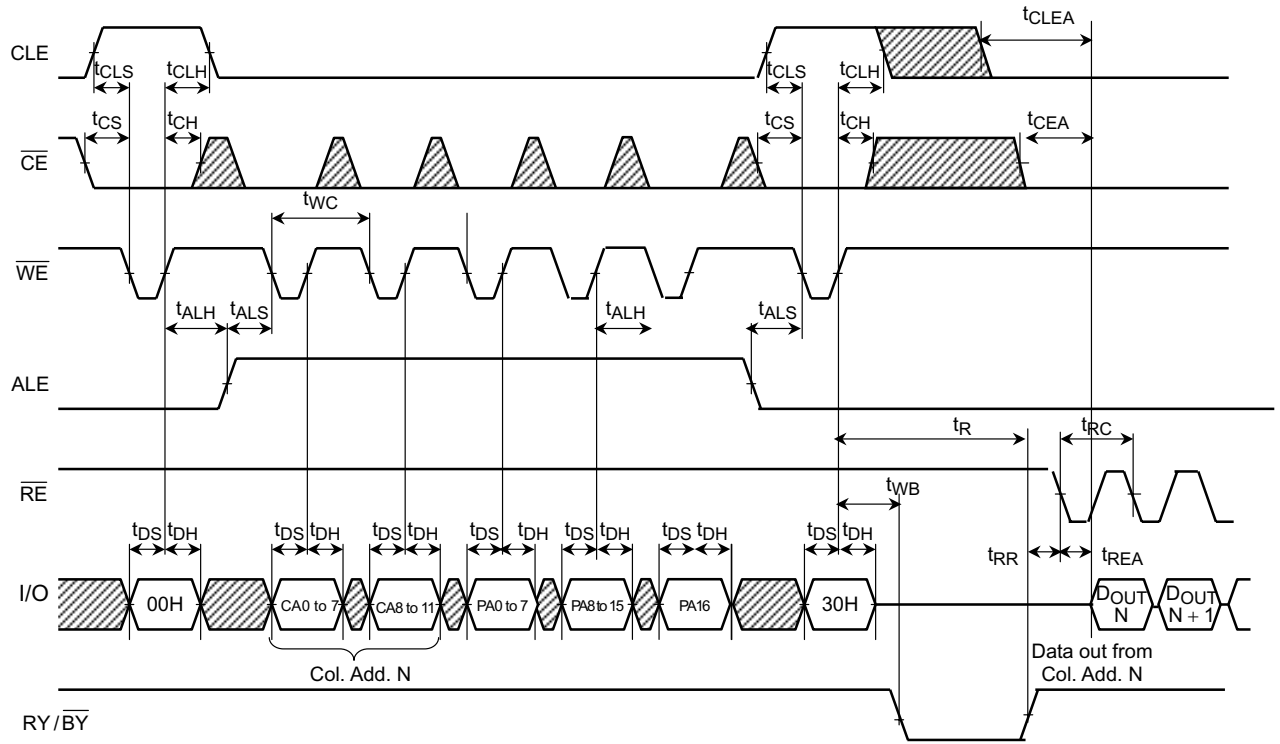 CLE tCLS tCLH tCLS tCLH tCLEA
CE tCS tCH tCS tCH tCEA
WE tWC
tALH tALS tALH tALS
ALE
RE tR tRC
tWB
tDS tDH tDS tDH tDS tDH tDS tDH tDS tDH tDS tDH tDS tDH
tRR tREA
I/O 00H CA0 to 7 CA8 to 11 PA0 to 7 PA8 to 15 PA16 30H DOUT N DOUT N + 1
Col. Add. N
Data out from
Col. Add. N
RY/BY